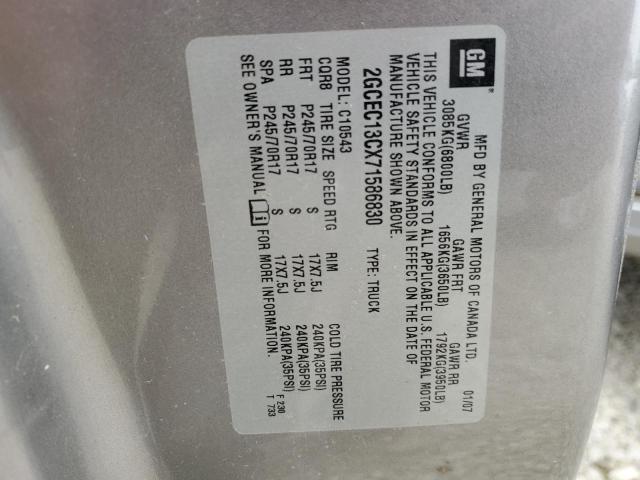 GM
MFD BY GENERAL MOTORS OF CANADA LTD. 01/07
GVWR GAWR FRT GAWR RR
3085KG(6800LB) 1656KG(3650LB) 1792KG(3950LB)
THIS VEHICLE CONFORMS TO ALL APPLICABLE U.S. FEDERAL MOTOR
VEHICLE SAFETY STANDARDS IN EFFECT ON THE DATE OF
MANUFACTURE SHOWN ABOVE.
2GCEC13CX71586830 TYPE: TRUCK
MODEL: C10543
CQR8 TIRE SIZE SPEED RTG RIM COLD TIRE PRESSURE
FRT P245/70R17 S 17X7.5J 240KPA(35PSI)
RR P245/70R17 S 17X7.5J 240KPA(35PSI)
SPA P245/70R17 S 17X7.5J 240KPA(35PSI)
SEE OWNER'S MANUAL i FOR MORE INFORMATION.
F 230
T 733